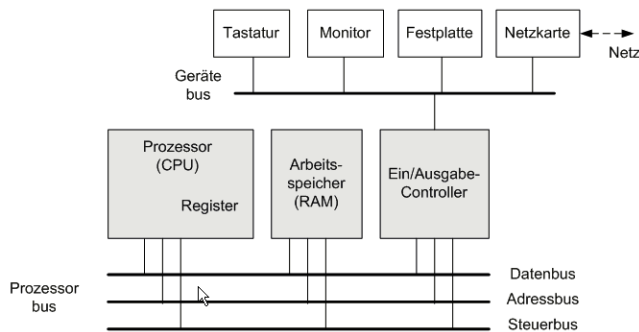 Tastatur
Monitor
Festplatte
Netzkarte
Netz
Geräte
bus
Prozessor
(CPU)
Register
Arbeits-
speicher
(RAM)
Ein/Ausgabe-
Controller
Prozessor
bus
Datenbus
Adressbus
Steuerbus